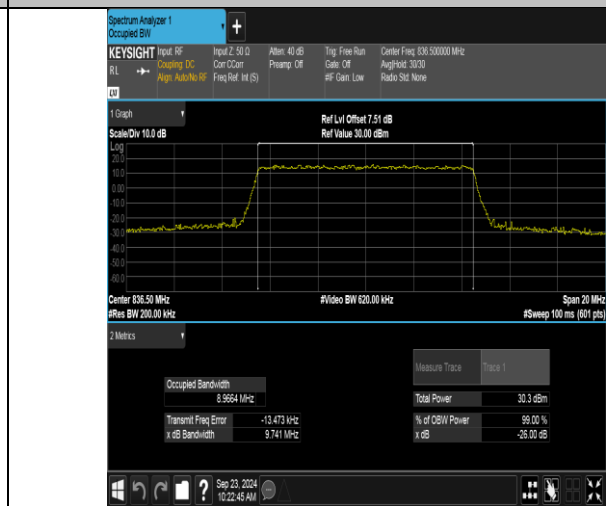 Spectrum Analyzer 1
Occupied BW
+
KEYSIGHT Input: RF Input Z: 50 Ω Atten: 40 dB Trig: Free Run Center Freq: 836.500000 MHz
RL Coupling: DC Corr CCorr Preamp: Off Gate: Off Avg|Hold: 30/30
Align: Auto/No RF Freq Ref: Int (S) #IF Gain: Low Radio Std: None
LXI
1 Graph
Ref Lvl Offset 7.51 dB
Scale/Div 10.0 dB Ref Value 30.00 dBm
Log
20.0
10.0
0.00
-10.0
-20.0
-30.0
-40.0
-50.0
-60.0
Center 836.50 MHz #Video BW 620.00 kHz Span 20 MHz
#Res BW 200.00 kHz #Sweep 100 ms (601 pts)
2 Metrics
Measure Trace Trace 1
Occupied Bandwidth
8.9664 MHz Total Power 30.3 dBm
Transmit Freq Error -13.473 kHz % of OBW Power 99.00 %
x dB Bandwidth 9.741 MHz x dB -26.00 dB
? Sep 23, 2024
10:22:45 AM